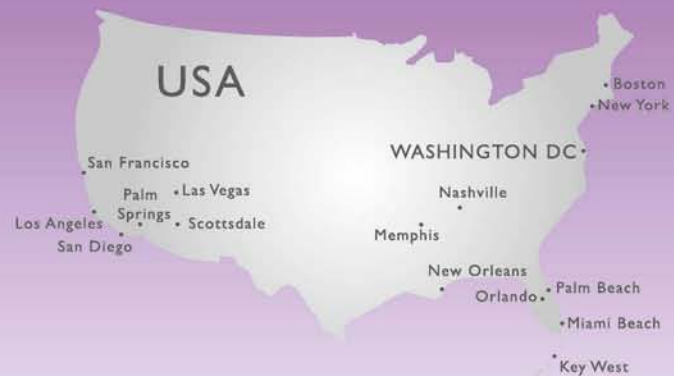 USA
Boston
New York
WASHINGTON DC
San Francisco
Palm
Springs
Las Vegas
Nashville
Los Angeles
Scottsdale
Memphis
San Diego
New Orleans
Orlando
Palm Beach
Miami Beach
Key West